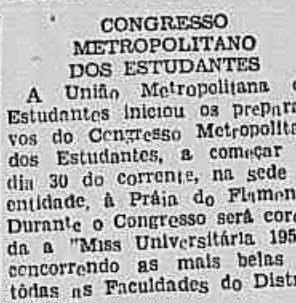 CONGRESSO
METROPOLITANO
DOS ESTUDANTES
A União Metropolitana
Estudantes iniciou os prepara
vos do Congresso Metropolita
dos Estudantes, a começar
dia 30 do corrente, na sede
entidade, à Práia do Flamen
Durante o Congresso será coro
da a "Miss Universitária 195
concorrendo as mais belas
tôdas as Faculdades do Distr